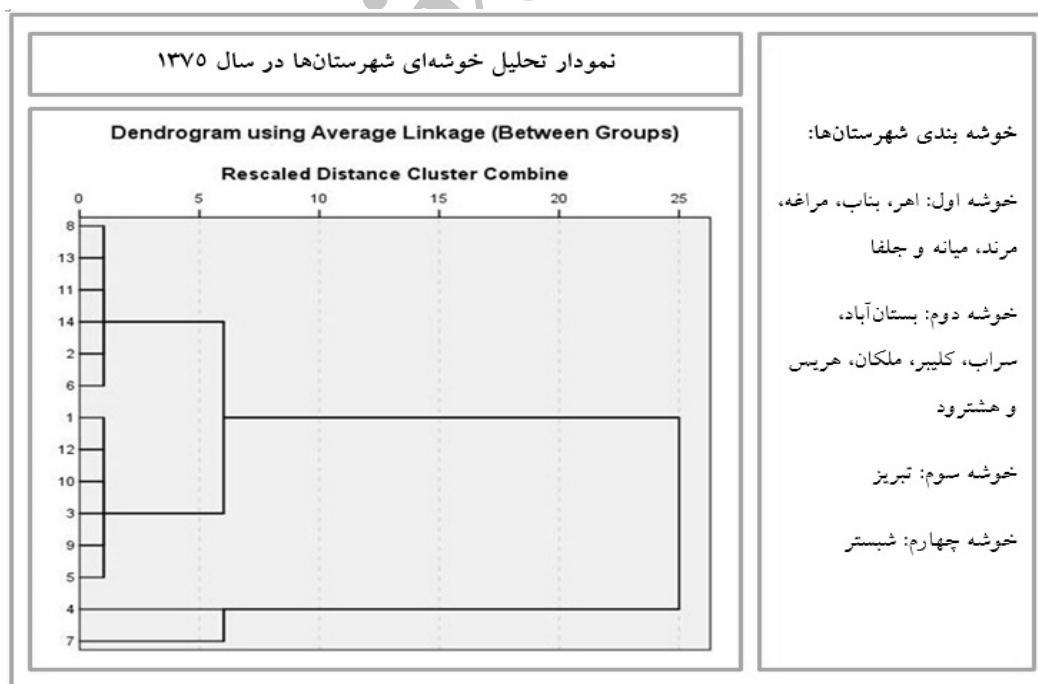 نمودار تحلیل خوشه‌ای شهرستان‌ها در سال ۱۳۷۵
Dendrogram using Average Linkage (Between Groups)
Rescaled Distance Cluster Combine
0 5 10 15 20 25
8
13
11
14
2
6
1
12
10
3
9
5
4
7
خوشه بندی شهرستان‌ها:
خوشه اول: اهر، بناب، مراغه،
مرند، میانه و جلفا
خوشه دوم: بستان‌آباد،
سراب، کلیبر، ملکان، هریس
و هشترود
خوشه سوم: تبریز
خوشه چهارم: شبستر